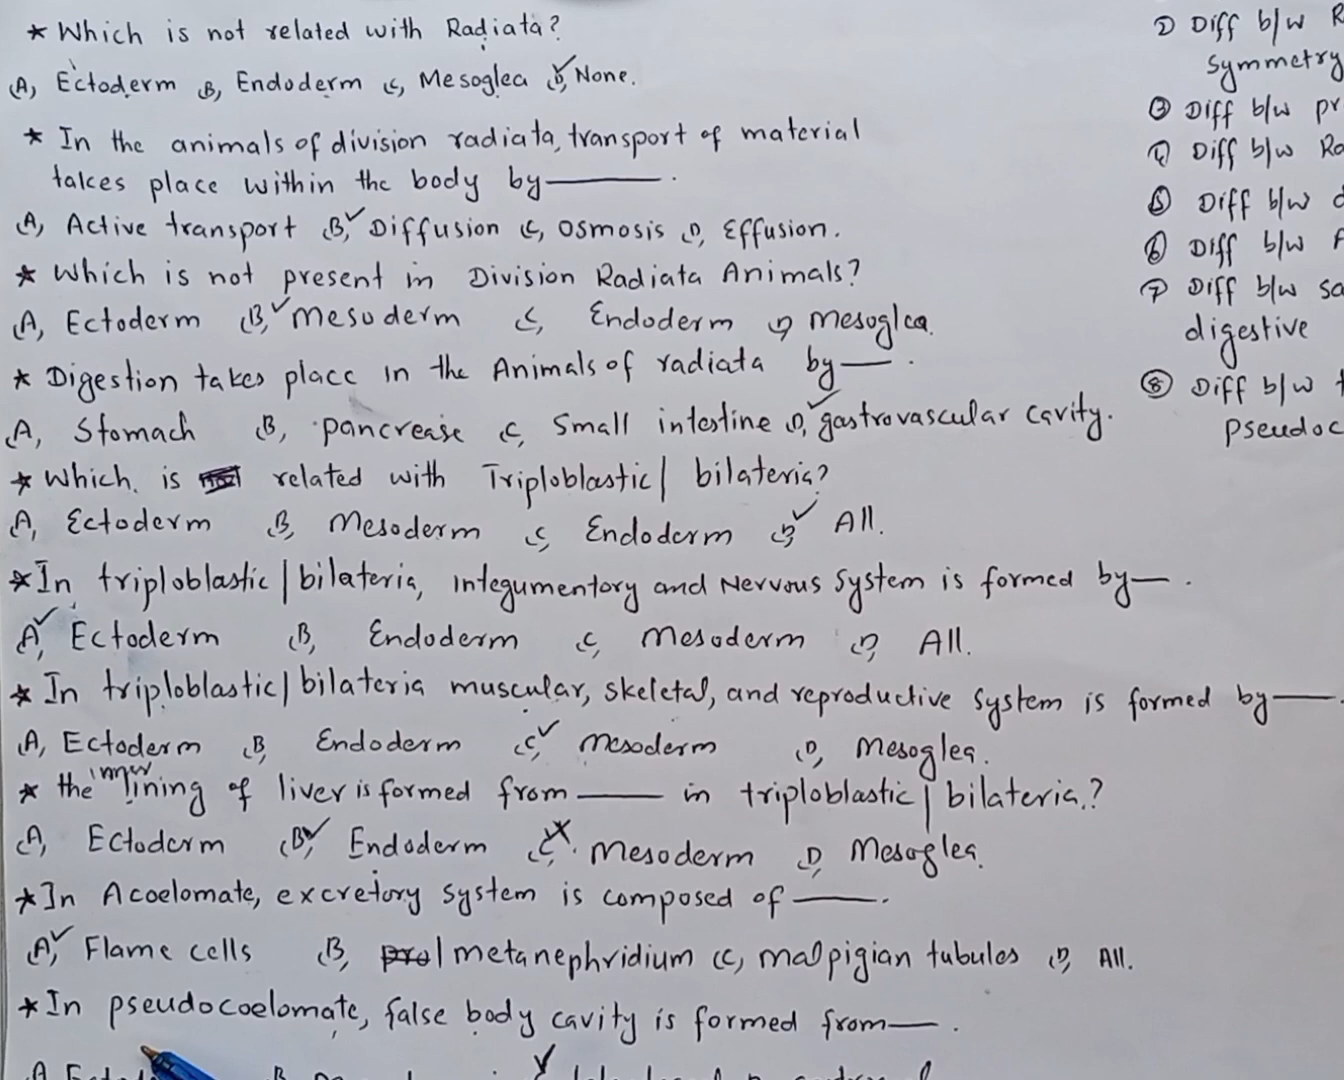 * Which is not related with Radiata?
A, Ectoderm B, Endoderm C, Mesoglea D, None.
* In the animals of division radiata, transport of material
takes place within the body by———.
A, Active transport B, Diffusion C, Osmosis D, Effusion.
* Which is not present in Division Radiata Animals?
A, Ectoderm B, Mesoderm C, Endoderm D, Mesoglea.
* Digestion takes place in the Animals of radiata by—.
A, Stomach B, pancrease C, Small intestine D, gastrovascular cavity.
* Which is related with Triploblastic/ bilateria?
A, Ectoderm B, Mesoderm C, Endoderm D, All.
* In triploblastic/bilateria, integumentory and Nervous system is formed by—.
A, Ectoderm B, Endoderm C, Mesoderm D, All.
* In triploblastic/bilateria muscular, skeletal, and reproductive system is formed by——.
A, Ectoderm B, Endoderm C, Mesoderm D, Mesoglea.
* the inner lining of liver is formed from—— in triploblastic/bilateria.?
A, Ectoderm B, Endoderm C, Mesoderm D, Mesoglea.
* In Acoelomate, excretory system is composed of ——.
A, Flame cells B, metanephridium C, malpigian tubules D, All.
* In pseudocoelomate, false body cavity is formed from—.
2 Diff b/w R
symmetry
3 Diff b/w pr
4 Diff b/w Ra
5 Diff b/w d
6 Diff b/w F
7 Diff b/w sa
digestive
8 Diff b/w t
pseudoc